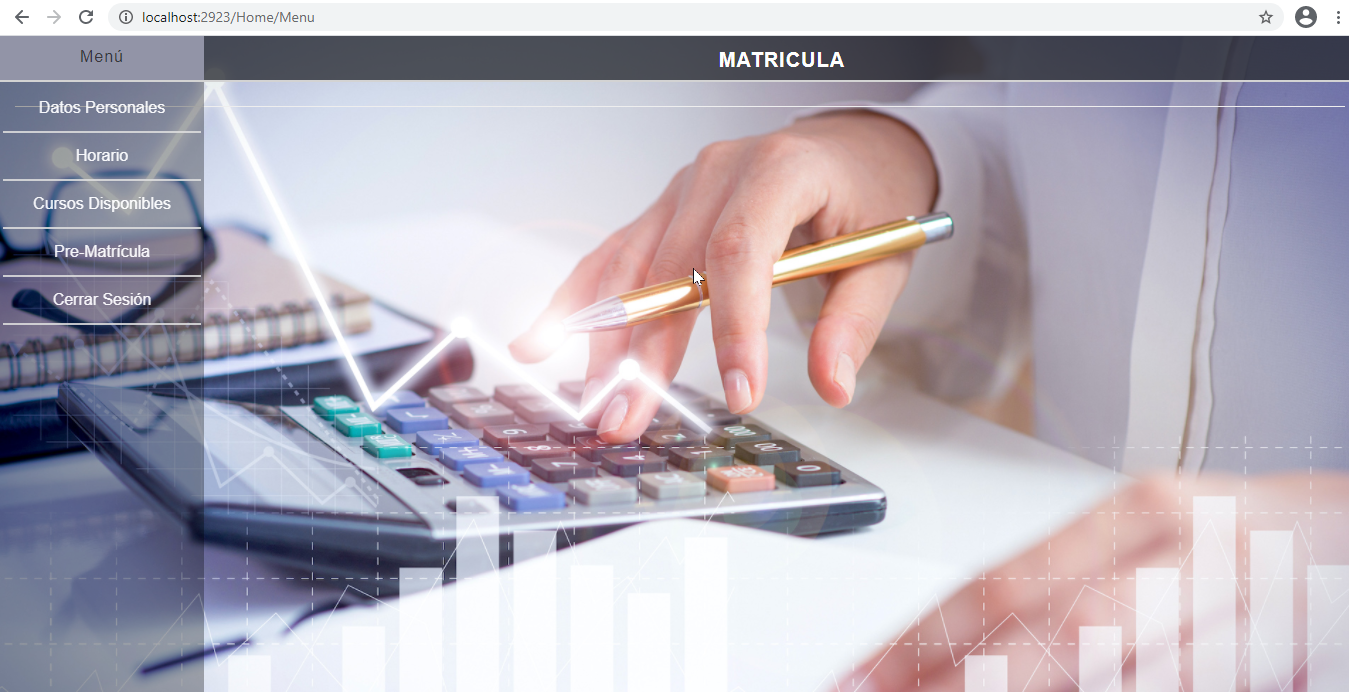 localhost:2923/Home/Menu
Menú
MATRICULA
Datos Personales
Horario
Cursos Disponibles
Pre-Matrícula
Cerrar Sesión